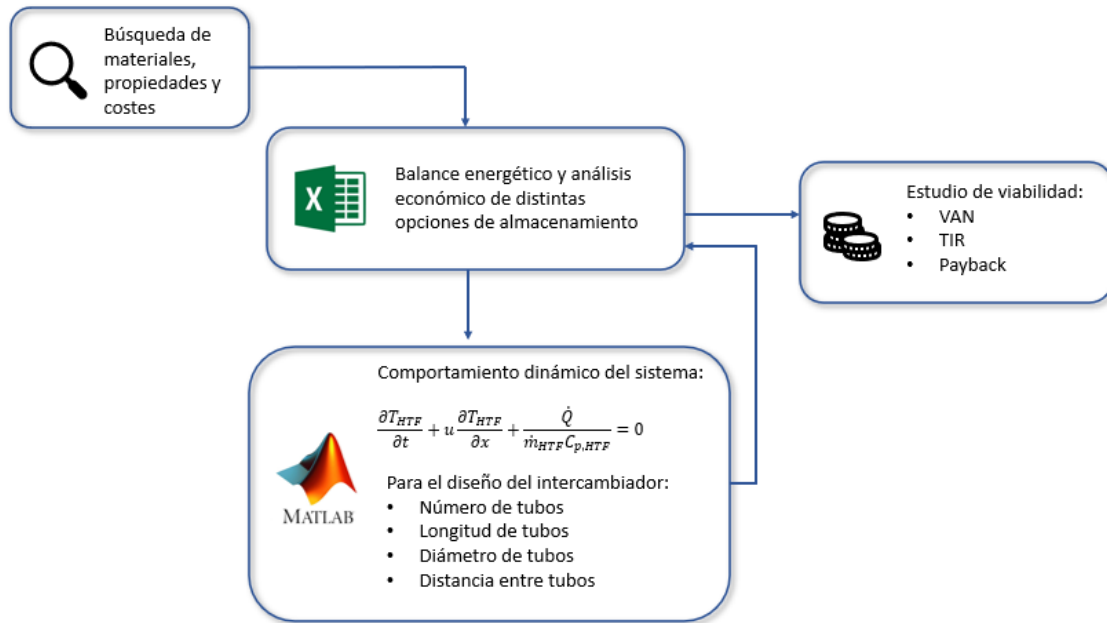 Búsqueda de
materiales,
propiedades y
costes
X
Balance energético y análisis
económico de distintas
opciones de almacenamiento
Estudio de viabilidad:
• VAN
• TIR
• Payback
Comportamiento dinámico del sistema:
∂T_HTF/∂t + u ∂T_HTF/∂x + Q̇/(ṁ_HTF C_p,HTF) = 0
Para el diseño del intercambiador:
• Número de tubos
• Longitud de tubos
• Diámetro de tubos
• Distancia entre tubos
MATLAB